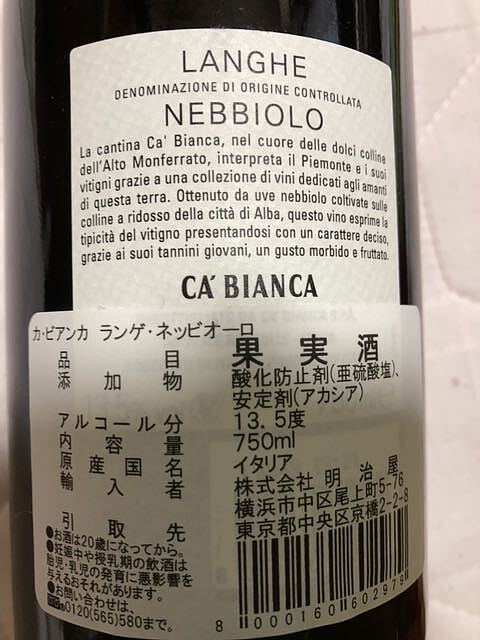 LANGHE
DENOMINAZIONE DI ORIGINE CONTROLLATA
NEBBIOLO
La cantina Ca' Bianca, nel cuore delle dolci colline
dell'Alto Monferrato, interpreta il Piemonte e i suoi
vitigni grazie a una collezione di vini dedicati agli amanti
di questa terra. Ottenuto da uve nebbiolo coltivate sulle
colline a ridosso della città di Alba, questo vino esprime la
tipicità del vitigno presentandosi con un carattere deciso,
grazie ai suoi tannini giovani, un gusto morbido e fruttato.
CA' BIANCA
カ・ビアンカ ランゲ・ネッビオーロ
品目 果実酒
添加物 酸化防止剤(亜硫酸塩)、
安定剤(アカシア)
アルコール分 13.5度
内容量 750ml
原産国名 イタリア
輸入者 株式会社 明治屋
横浜市中区尾上町5-76
引取先 東京都中央区京橋2-2-8
●お酒は20歳になってから。
●妊娠中や授乳期の飲酒は
胎児・乳児の発育に悪影響を
与えるおそれがあります。
●お問い合わせは、
0120(565)580まで。
8 000160 602979